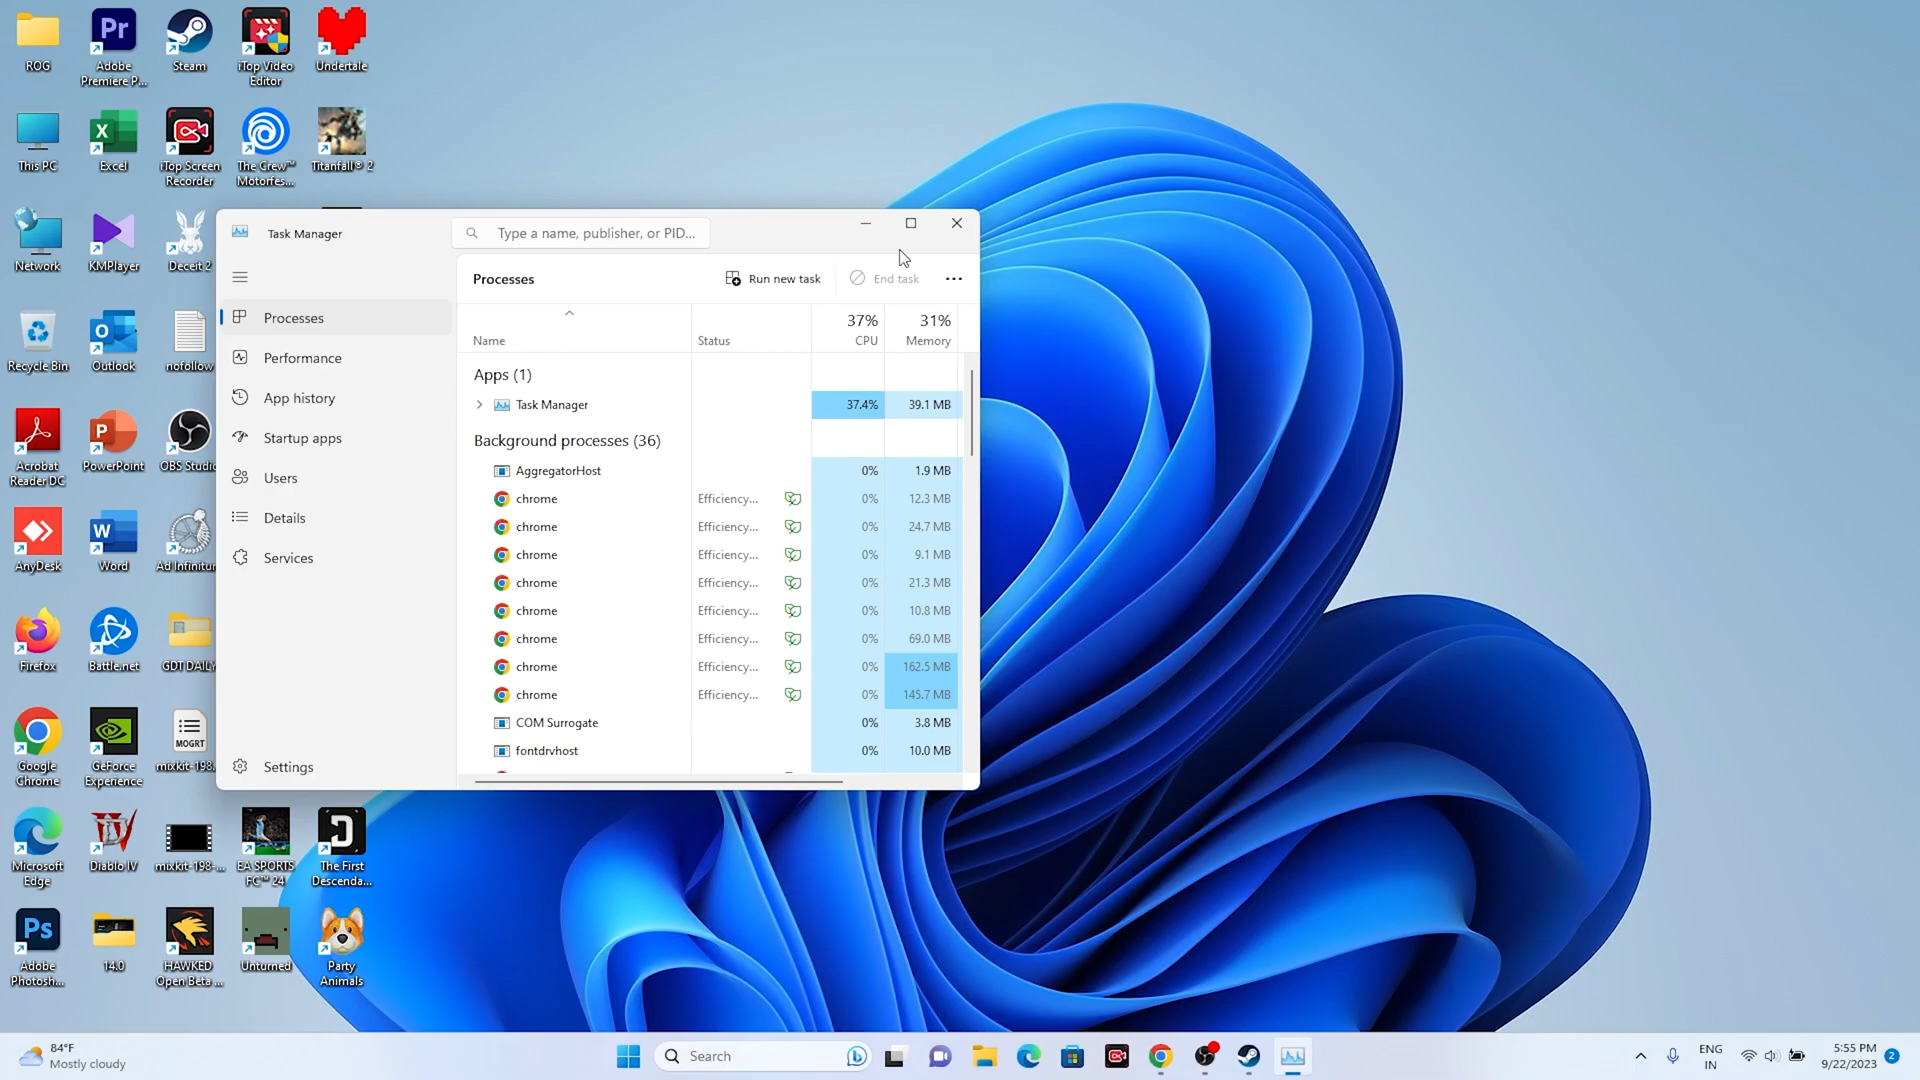 ROG
Adobe
Premiere P...
Steam
iTop Video
Editor
Undertale
This PC
Excel
iTop Screen
Recorder
The Crew™
Motorfes...
Titanfall® 2
Network
KMPlayer
Deceit 2
Recycle Bin
Outlook
nofollow
Acrobat
Reader DC
PowerPoint
OBS Studio
AnyDesk
Word
Ad Infinitum
Firefox
Battle.net
GDT DAILY
Google
Chrome
GeForce
Experience
MOGRT
mixkit-198...
Microsoft
Edge
Diablo IV
mixkit-198-...
EA SPORTS
FC™ 24
The First
Descenda...
Adobe
Photosh...
14.0
HAWKED
Open Beta ...
Unturned
Party
Animals
Task Manager
Type a name, publisher, or PID...
Processes
Performance
App history
Startup apps
Users
Details
Services
Settings
Processes
Run new task
End task
37% 31%
Name Status CPU Memory
Apps (1)
Task Manager 37.4% 39.1 MB
Background processes (36)
AggregatorHost 0% 1.9 MB
chrome Efficiency... 0% 12.3 MB
chrome Efficiency... 0% 24.7 MB
chrome Efficiency... 0% 9.1 MB
chrome Efficiency... 0% 21.3 MB
chrome Efficiency... 0% 10.8 MB
chrome Efficiency... 0% 69.0 MB
chrome Efficiency... 0% 162.5 MB
chrome Efficiency... 0% 145.7 MB
COM Surrogate 0% 3.8 MB
fontdrvhost 0% 10.0 MB
84°F
Mostly cloudy
Search
ENG
IN
5:55 PM
9/22/2023
2